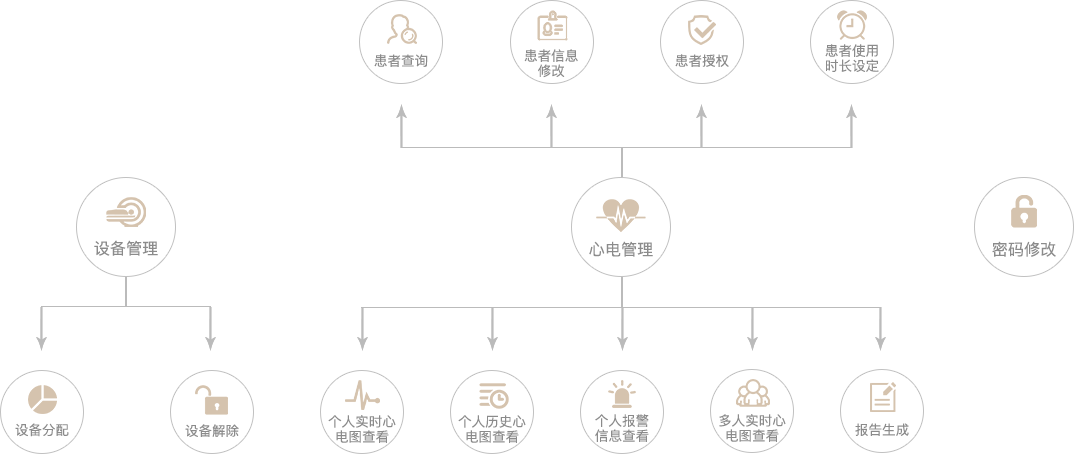 患者查询
患者信息
修改
患者授权
患者使用
时长设定
设备管理
心电管理
密码修改
设备分配
设备解除
个人实时心
电图查看
个人历史心
电图查看
个人报警
信息查看
多人实时心
电图查看
报告生成